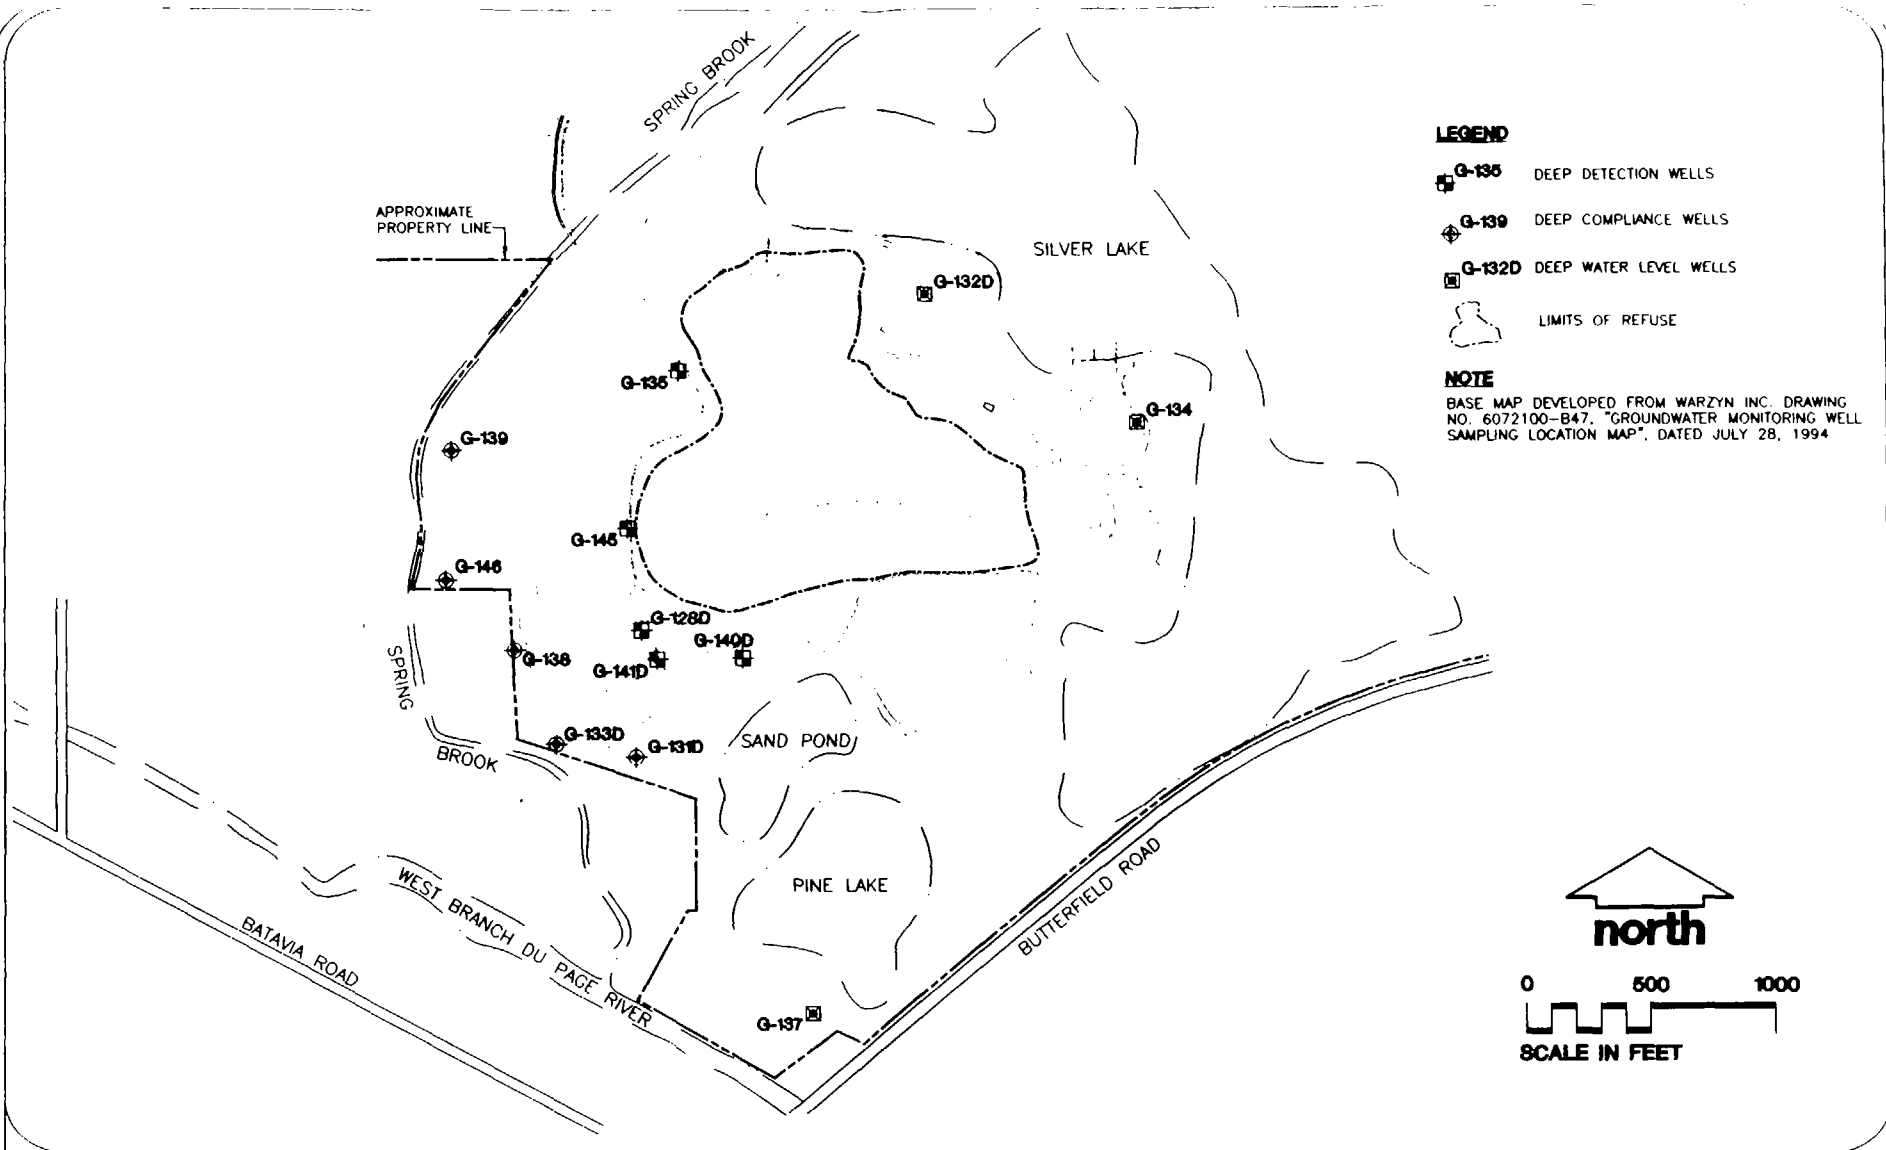 SPRING BROOK
APPROXIMATE
PROPERTY LINE
SILVER LAKE
G-132D
G-135
G-134
G-139
G-145
G-146
G-128D
G-140D
G-138
G-141D
SPRING
BROOK
G-133D
G-131D
SAND POND
PINE LAKE
WEST BRANCH DU PAGE RIVER
BATAVIA ROAD
BUTTERFIELD ROAD
G-137
LEGEND
G-135 DEEP DETECTION WELLS
G-139 DEEP COMPLIANCE WELLS
G-132D DEEP WATER LEVEL WELLS
LIMITS OF REFUSE
NOTE
BASE MAP DEVELOPED FROM WARZYN INC. DRAWING
NO. 6072100-B47, "GROUNDWATER MONITORING WELL
SAMPLING LOCATION MAP", DATED JULY 28, 1994
north
0 500 1000
SCALE IN FEET